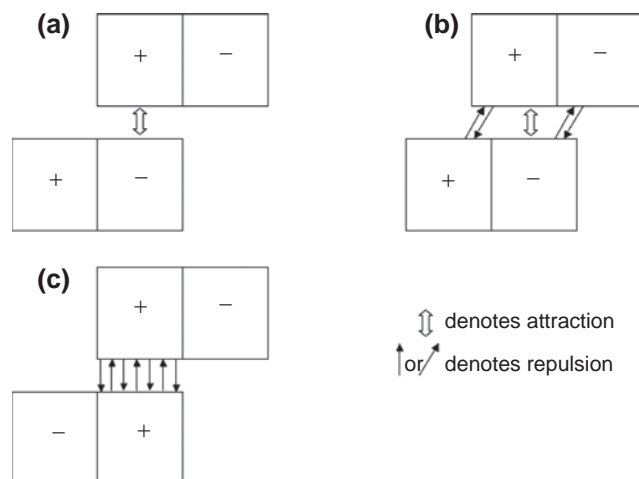 (a)
+ −
+ −
(b)
+ −
+ −
(c)
+ −
− +
denotes attraction
or denotes repulsion